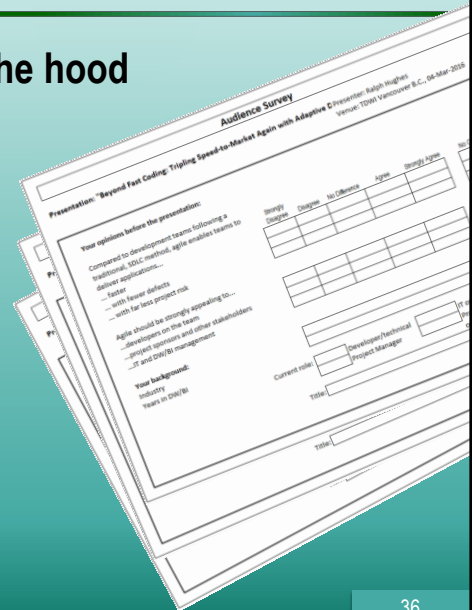 he hood
Audience Survey
Presentation: "Beyond Fast Coding: Tripling Speed-to-Market Again with Adaptive D
Presenter: Ralph Hughes
Venue: TDWI Vancouver B.C., 04-Mar-2016
Your opinions before the presentation:
Strongly Disagree
Disagree
No Difference
Agree
Strongly Agree
No
Compared to development teams following a
traditional, SDLC method, agile enables teams to
deliver applications...
... faster
... with fewer defects
... with far less project risk
Agile should be strongly appealing to...
...developers on the team
...project sponsors and other stakeholders
...IT and DW/BI management
Your background:
Industry
Years in DW/BI
Current role:
Developer/technical
Project Manager
Title:
Title:
Pr
Pr
36